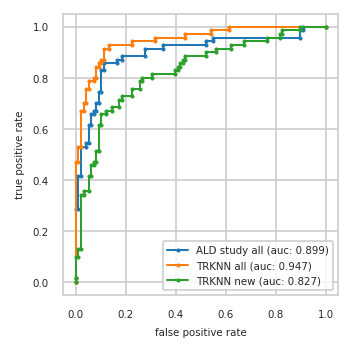 1.0
0.8
0.6
0.4
0.2
0.0
true positive rate
ALD study all (auc: 0.899)
TRKNN all (auc: 0.947)
TRKNN new (auc: 0.827)
0.0 0.2 0.4 0.6 0.8 1.0
false positive rate